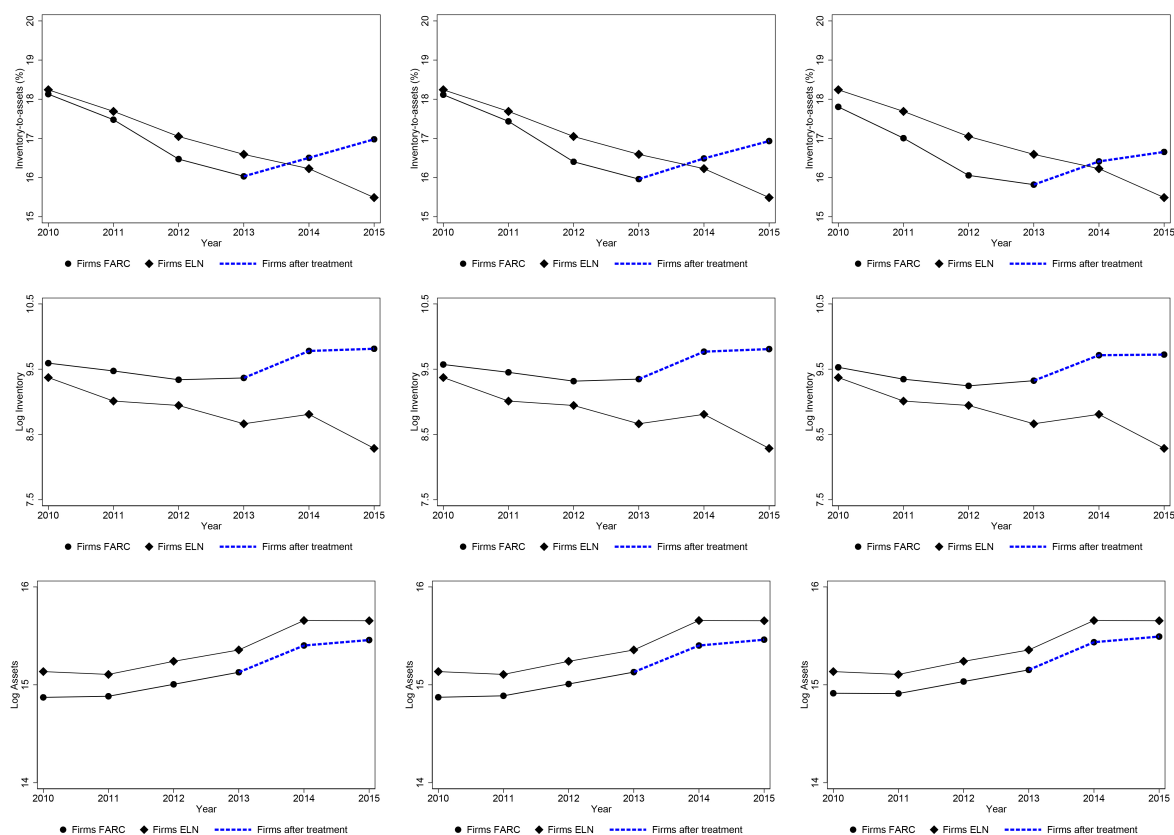 Inventory-to-assets (%)
20
19
18
17
16
15
2010 2011 2012 2013 2014 2015
Year
Firms FARC Firms ELN Firms after treatment
Inventory-to-assets (%)
20
19
18
17
16
15
2010 2011 2012 2013 2014 2015
Year
Firms FARC Firms ELN Firms after treatment
Inventory-to-assets (%)
20
19
18
17
16
15
2010 2011 2012 2013 2014 2015
Year
Firms FARC Firms ELN Firms after treatment
Log Inventory
10.5
9.5
8.5
7.5
2010 2011 2012 2013 2014 2015
Year
Firms FARC Firms ELN Firms after treatment
Log Inventory
10.5
9.5
8.5
7.5
2010 2011 2012 2013 2014 2015
Year
Firms FARC Firms ELN Firms after treatment
Log Inventory
10.5
9.5
8.5
7.5
2010 2011 2012 2013 2014 2015
Year
Firms FARC Firms ELN Firms after treatment
Log Assets
16
15
14
2010 2011 2012 2013 2014 2015
Year
Firms FARC Firms ELN Firms after treatment
Log Assets
16
15
14
2010 2011 2012 2013 2014 2015
Year
Firms FARC Firms ELN Firms after treatment
Log Assets
16
15
14
2010 2011 2012 2013 2014 2015
Year
Firms FARC Firms ELN Firms after treatment